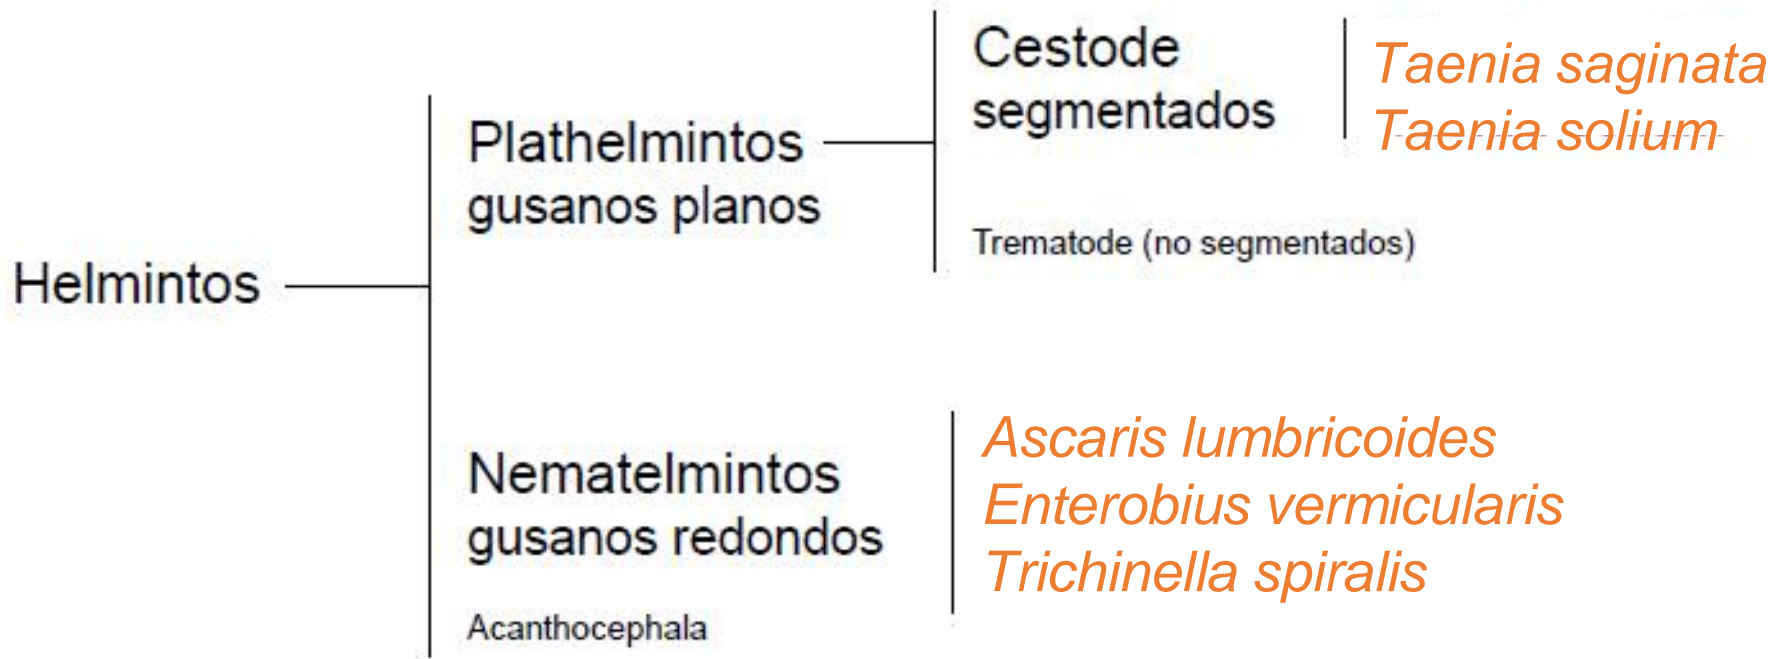 Helmintos
Plathelmintos
gusanos planos
Cestode
segmentados
Taenia saginata
Taenia solium
Trematode (no segmentados)
Nematelmintos
gusanos redondos
Ascaris lumbricoides
Enterobius vermicularis
Trichinella spiralis
Acanthocephala